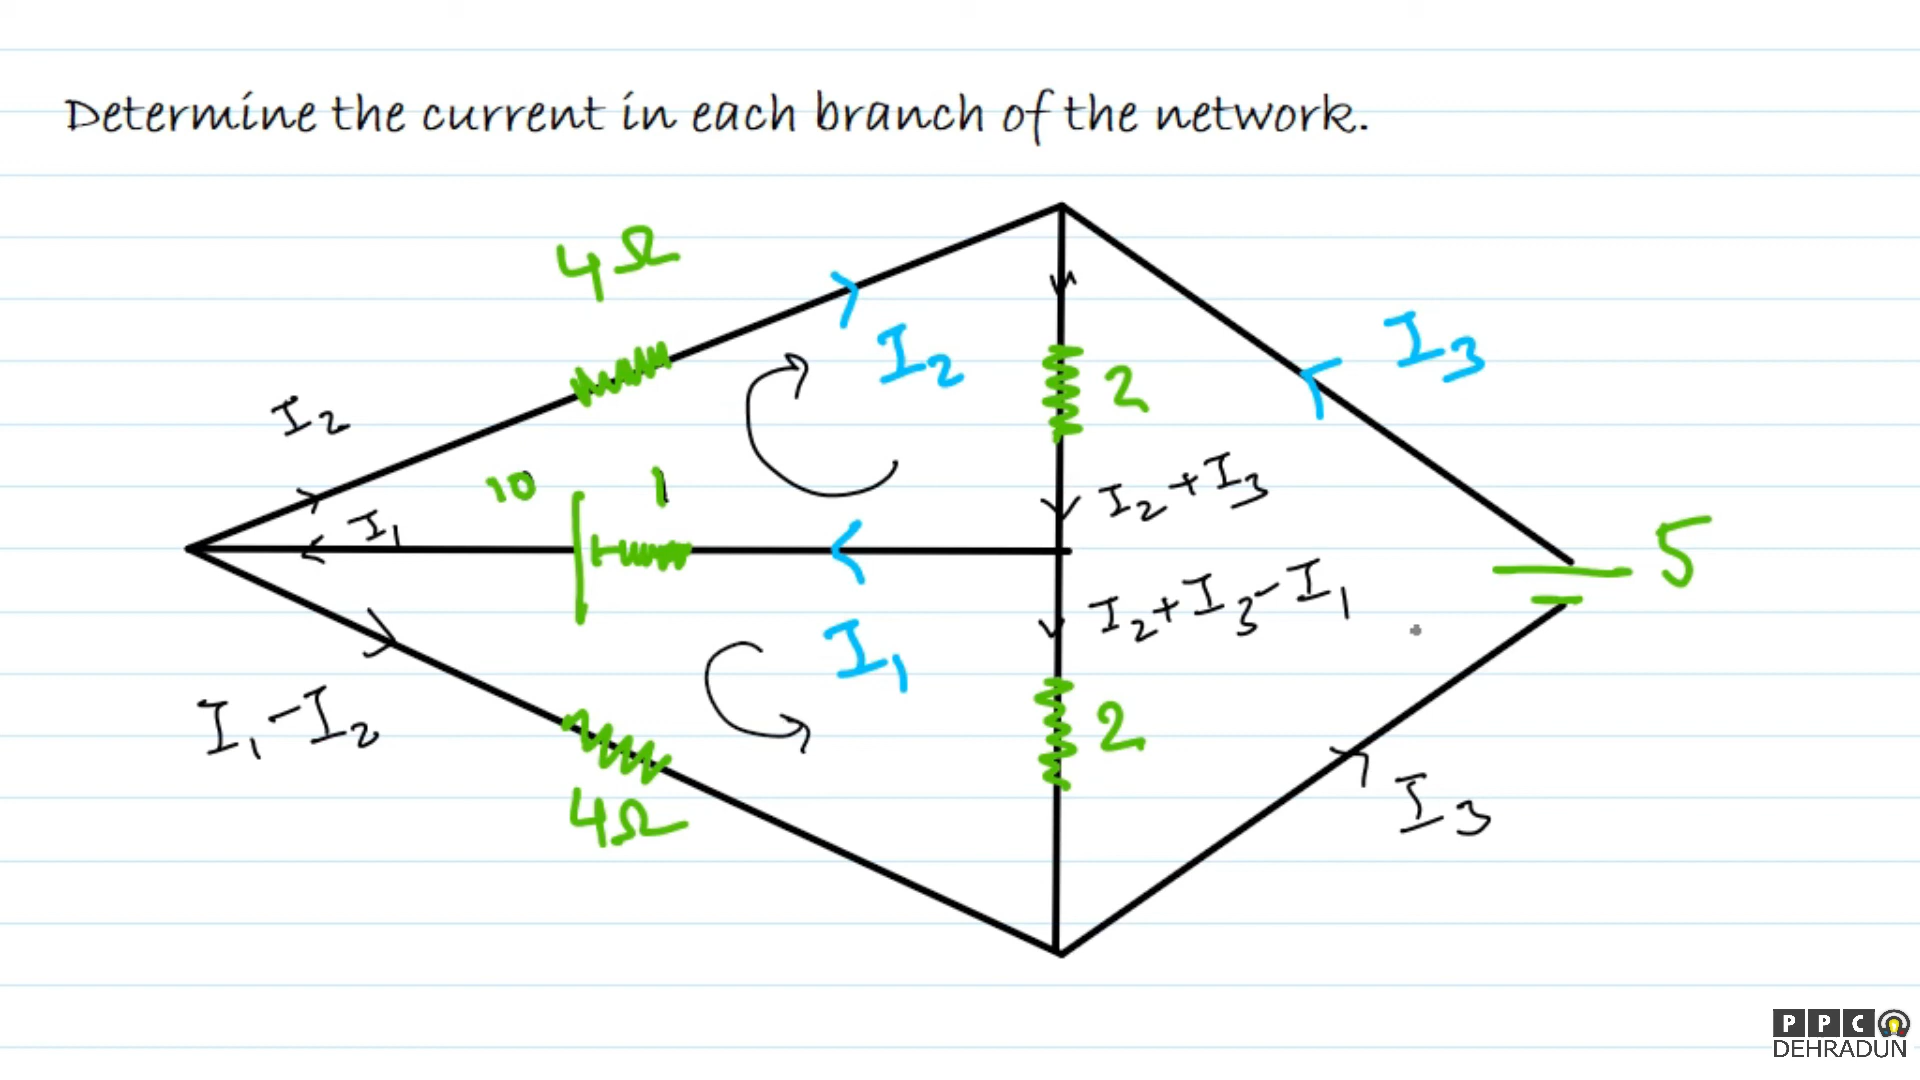 Determine the current in each branch of the network.
4Ω
I3
I2
2
I2
10
1
I2+I3
I1
5
I2+I3-I1
I1
I1-I2
2
4Ω
I3
PPC
DEHRADUN